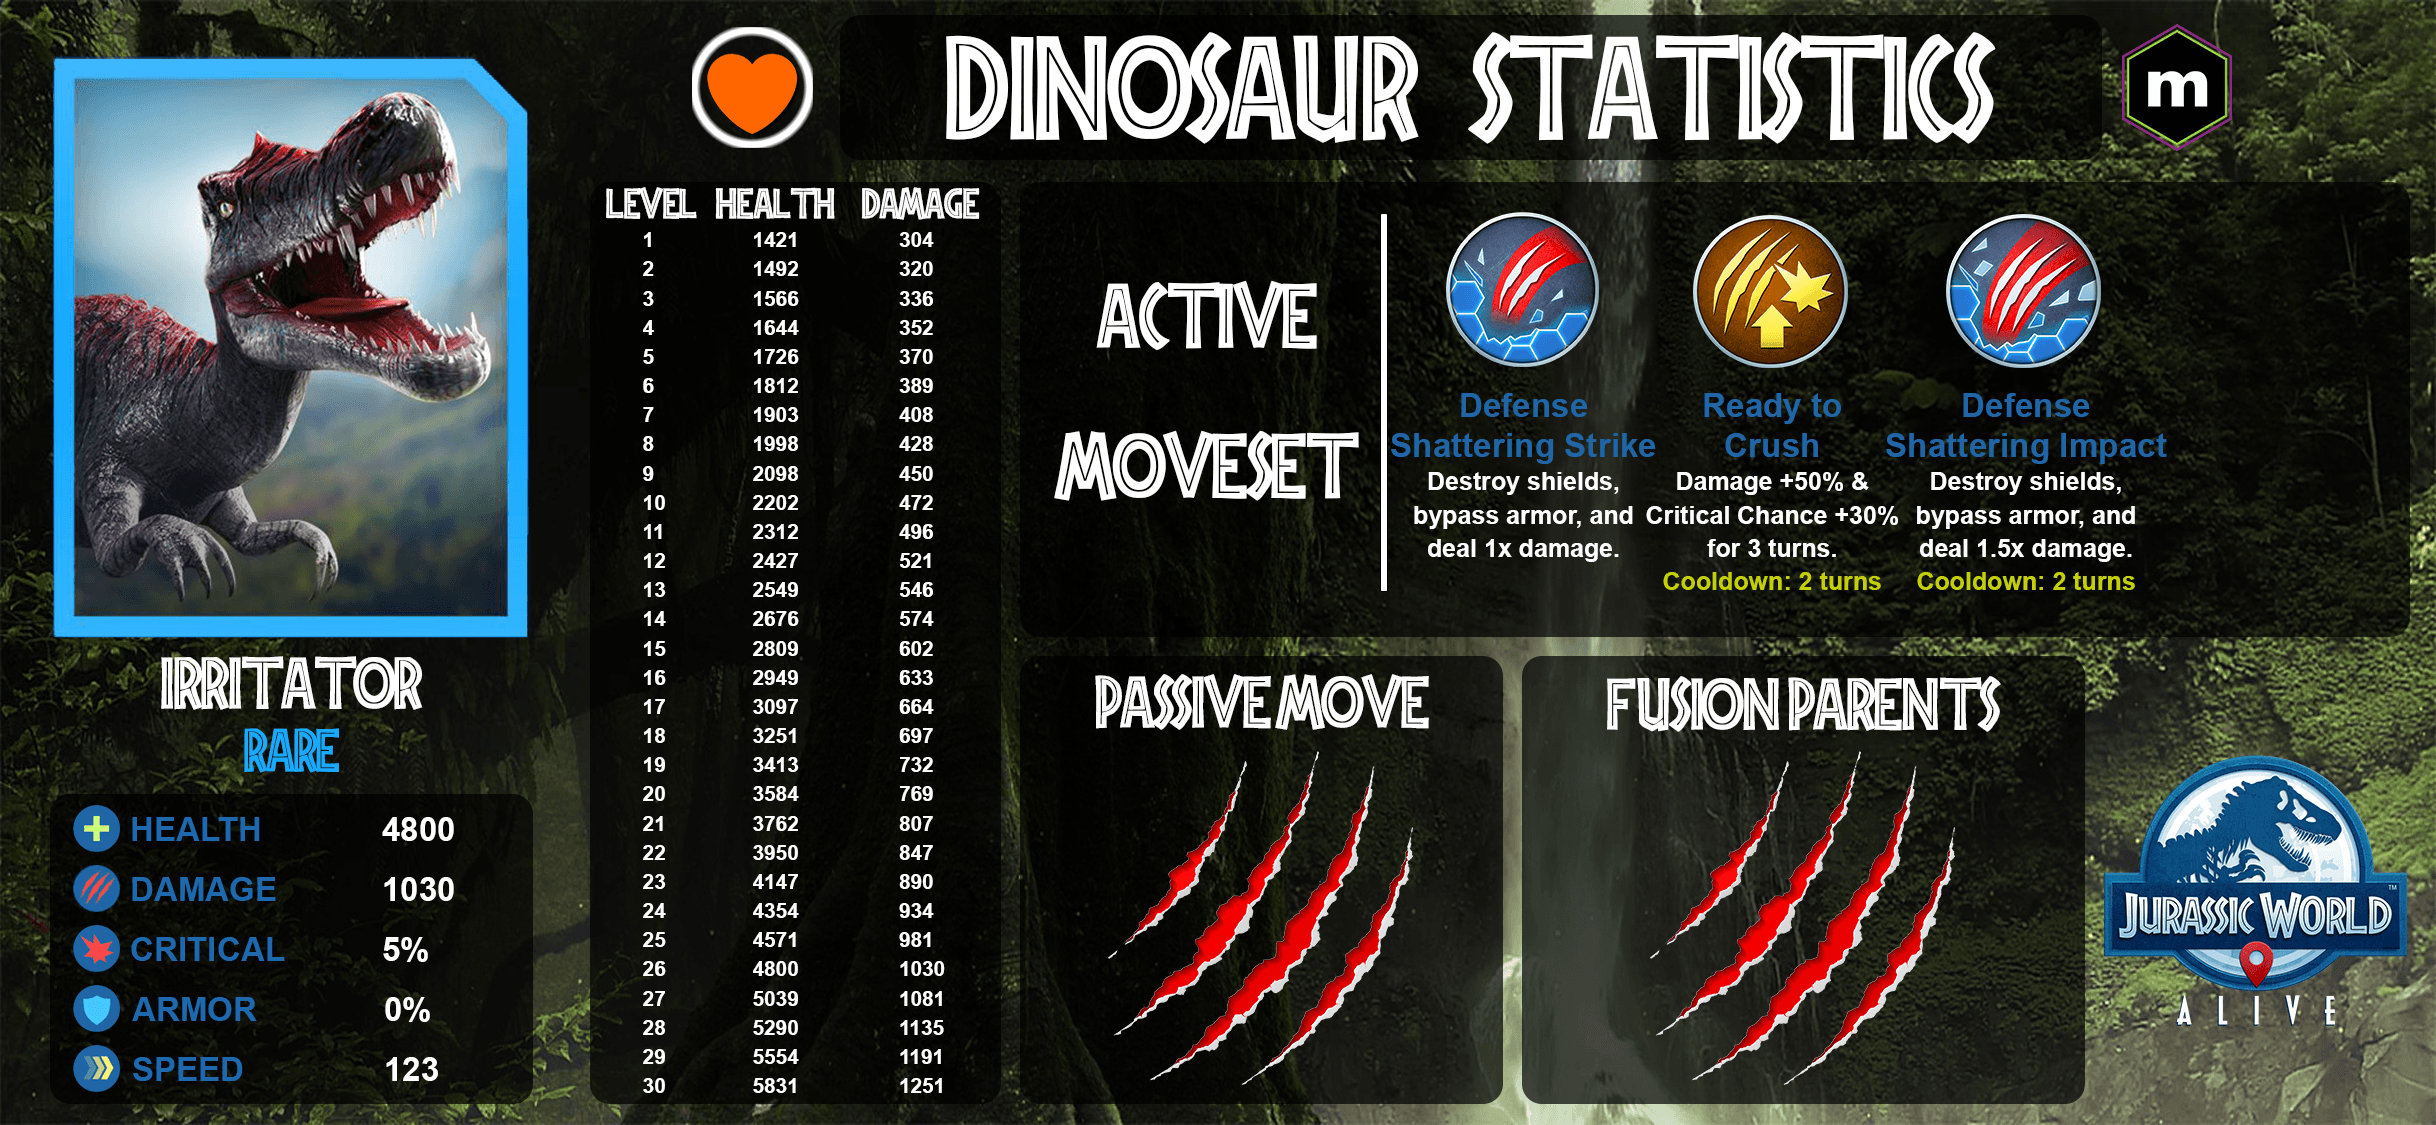 DINOSAUR STATISTICS
m
IRRITATOR
RARE
HEALTH 4800
DAMAGE 1030
CRITICAL 5%
ARMOR 0%
SPEED 123
LEVEL HEALTH DAMAGE
1 1421 304
2 1492 320
3 1566 336
4 1644 352
5 1726 370
6 1812 389
7 1903 408
8 1998 428
9 2098 450
10 2202 472
11 2312 496
12 2427 521
13 2549 546
14 2676 574
15 2809 602
16 2949 633
17 3097 664
18 3251 697
19 3413 732
20 3584 769
21 3762 807
22 3950 847
23 4147 890
24 4354 934
25 4571 981
26 4800 1030
27 5039 1081
28 5290 1135
29 5554 1191
30 5831 1251
ACTIVE
MOVESET
Defense
Shattering Strike
Destroy shields,
bypass armor, and
deal 1x damage.
Ready to
Crush
Damage +50% &
Critical Chance +30%
for 3 turns.
Cooldown: 2 turns
Defense
Shattering Impact
Destroy shields,
bypass armor, and
deal 1.5x damage.
Cooldown: 2 turns
PASSIVE MOVE
FUSION PARENTS
JURASSIC WORLD™
ALIVE